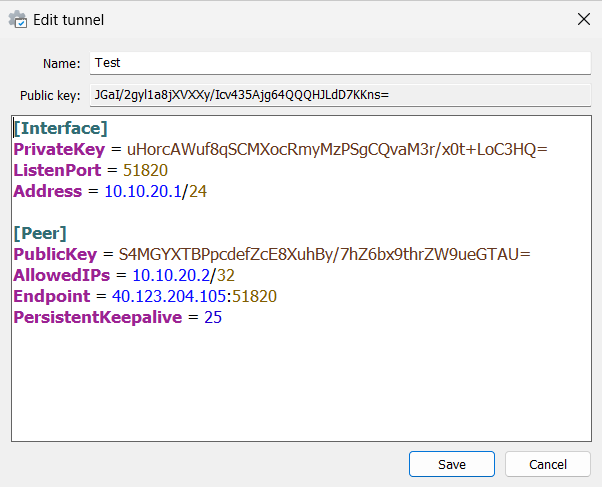 Edit tunnel
Name: Test
Public key: JGaI/2gyl1a8jXVXXy/Icv435Ajg64QQQHJLdD7KKns=
[Interface]
PrivateKey = uHorcAWuf8qSCMXocRmyMzPSgCQvaM3r/x0t+LoC3HQ=
ListenPort = 51820
Address = 10.10.20.1/24
[Peer]
PublicKey = S4MGYXTBPpcdefZcE8XuhBy/7hZ6bx9thrZW9ueGTAU=
AllowedIPs = 10.10.20.2/32
Endpoint = 40.123.204.105:51820
PersistentKeepalive = 25
Save Cancel